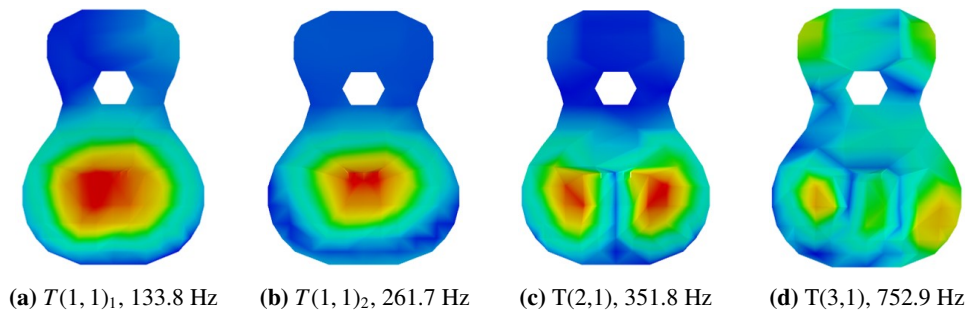 (a) T(1, 1)₁, 133.8 Hz (b) T(1, 1)₂, 261.7 Hz (c) T(2,1), 351.8 Hz (d) T(3,1), 752.9 Hz